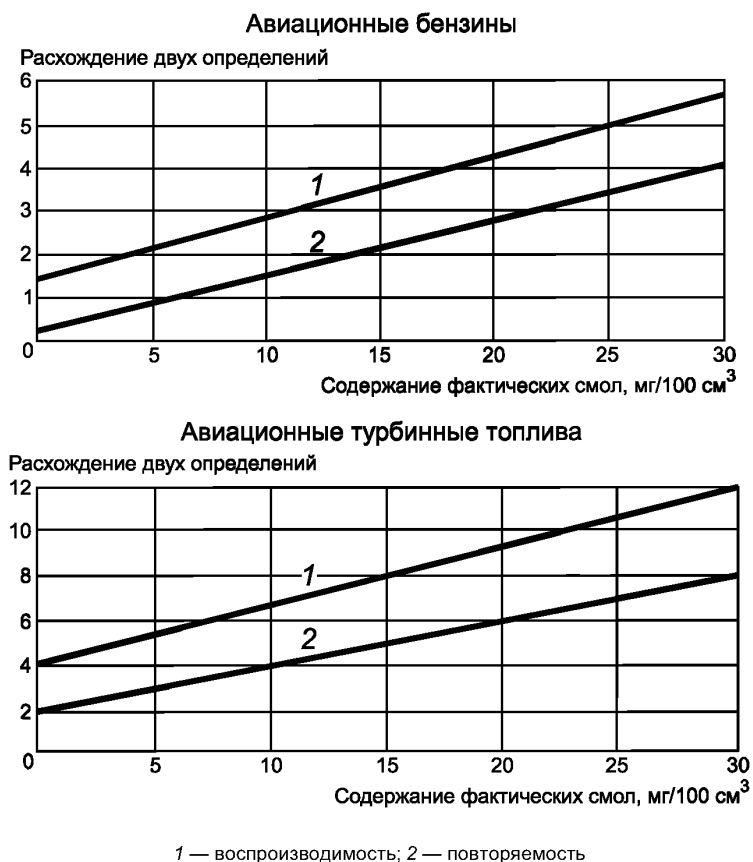 Авиационные бензины
Расхождение двух определений
6
5
4
3
2
1
0
1
2
5 10 15 20 25 30
Содержание фактических смол, мг/100 см³
Авиационные турбинные топлива
Расхождение двух определений
12
10
8
6
4
2
0
1
2
5 10 15 20 25 30
Содержание фактических смол, мг/100 см³
1 — воспроизводимость; 2 — повторяемость